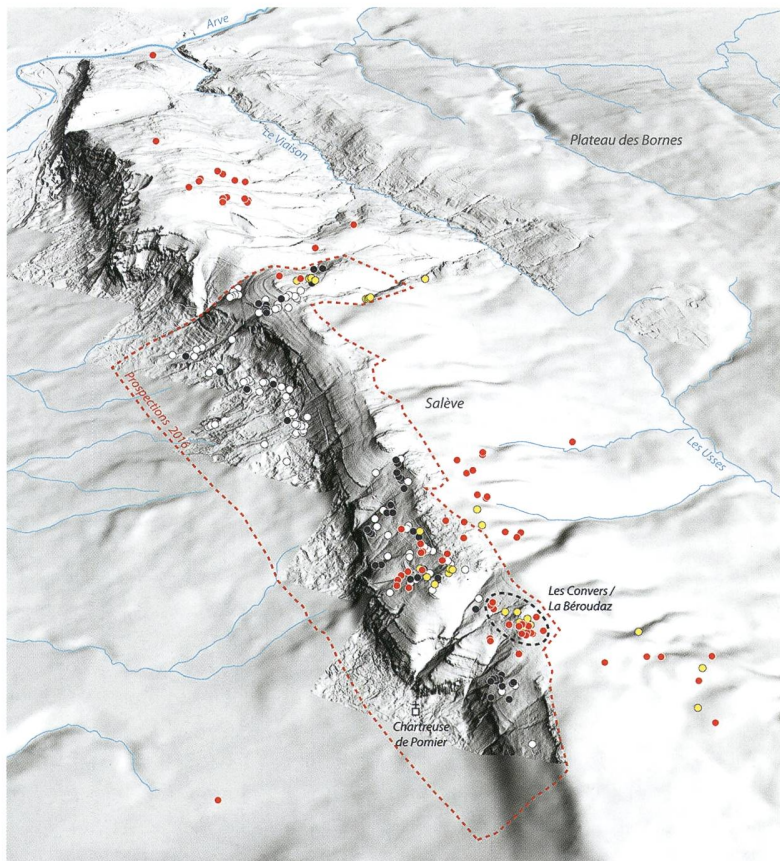 Arve
Le Viaison
Plateau des Bornes
Prospections 2016
Salève
Les Usses
Les Convers /
La Béroudaz
Chartreuse
de Pomier